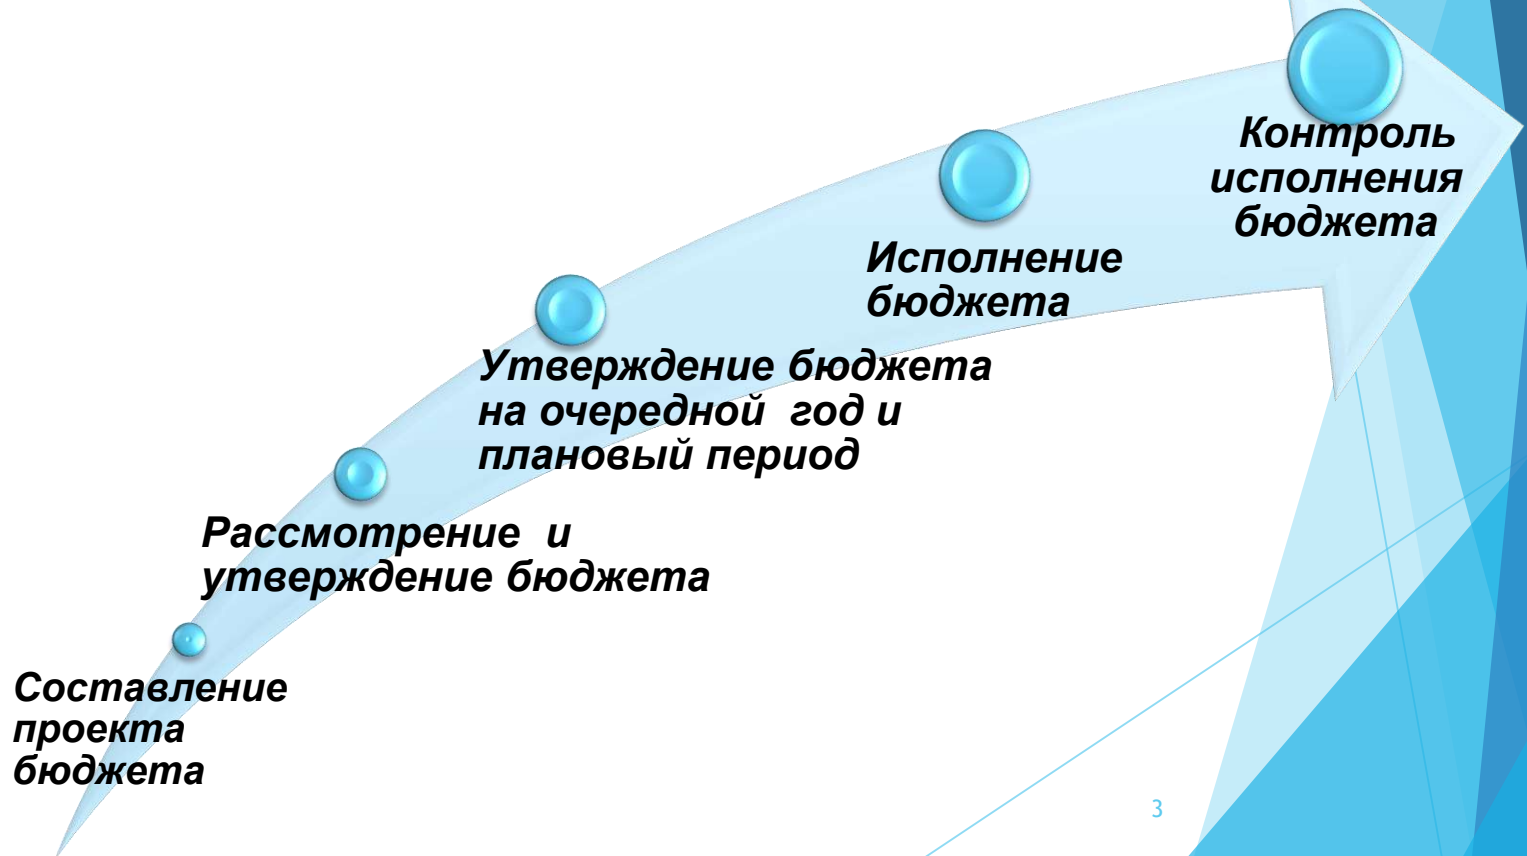 Контроль
исполнения
бюджета
Исполнение
бюджета
Утверждение бюджета
на очередной  год и
плановый период
Рассмотрение  и
утверждение бюджета
Составление
проекта
бюджета
3